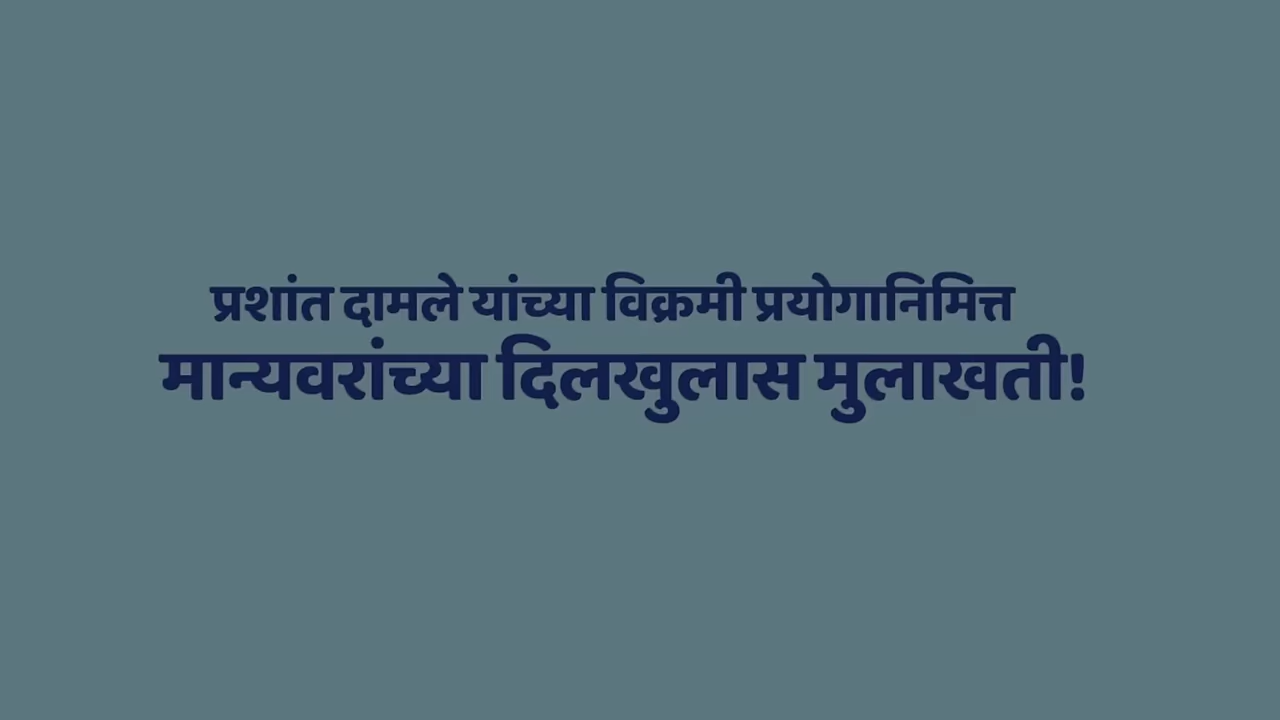 प्रशांत दामले यांच्या विक्रमी प्रयोगानिमित्त
मान्यवरांच्या दिलखुलास मुलाखती!